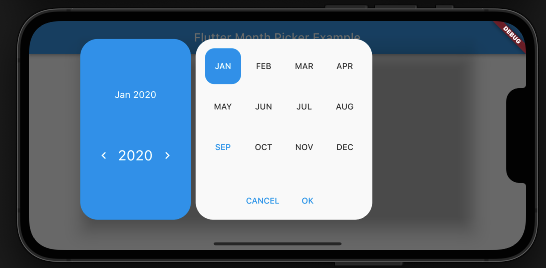 Flutter Month Picker Example
DEBUG
Jan 2020
2020
JAN FEB MAR APR
MAY JUN JUL AUG
SEP OCT NOV DEC
CANCEL OK